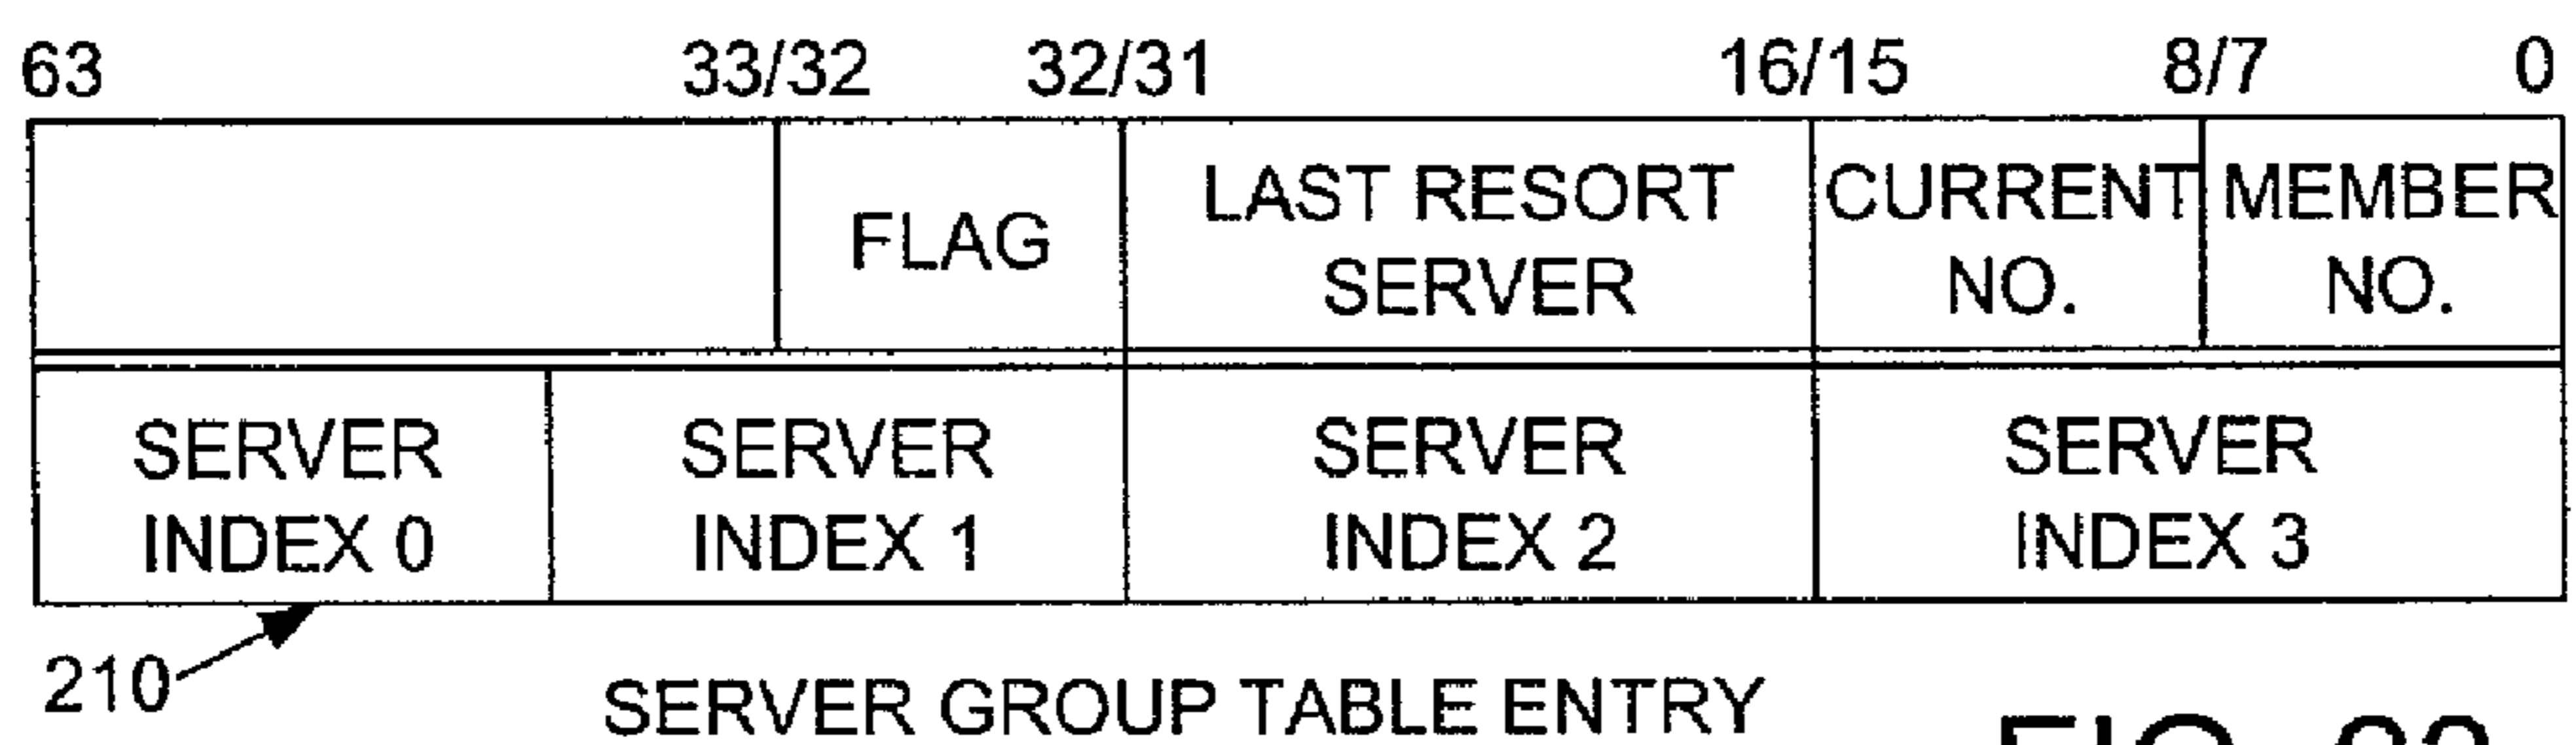 63 33/32 32/31 16/15 8/7 0
FLAG
LAST RESORT
SERVER
CURRENT
NO.
MEMBER
NO.
SERVER
INDEX 0
SERVER
INDEX 1
SERVER
INDEX 2
SERVER
INDEX 3
210
SERVER GROUP TABLE ENTRY